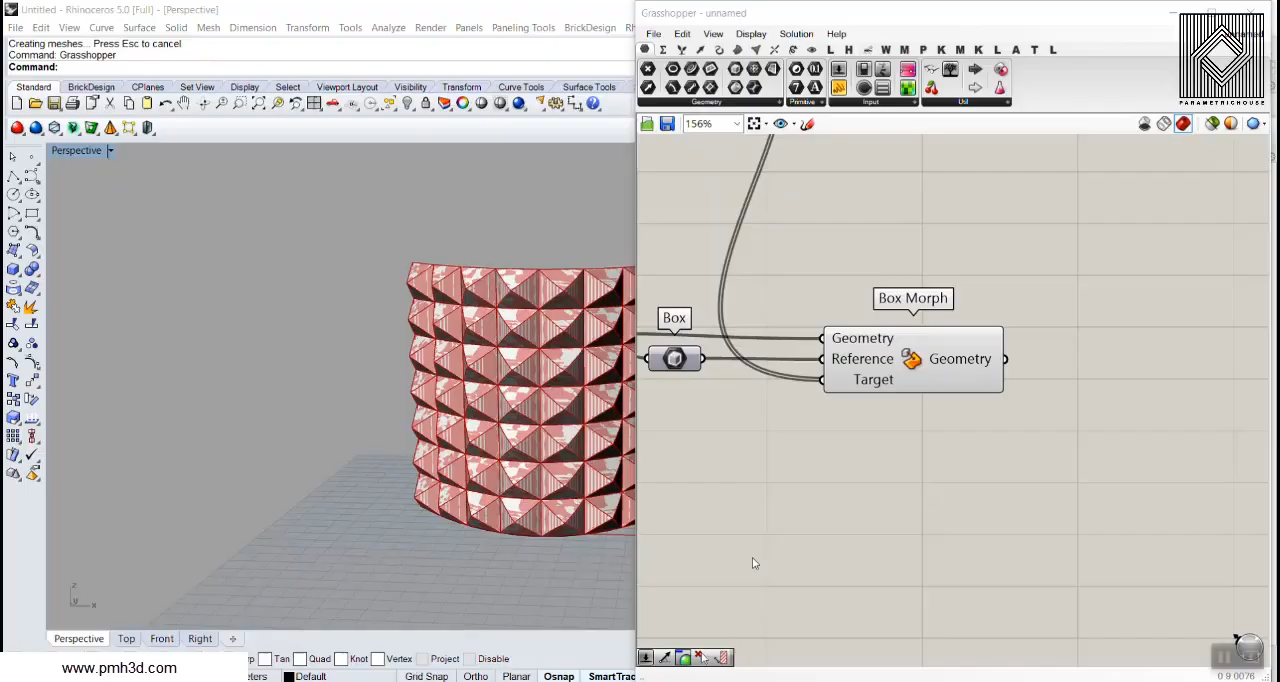 Untitled - Rhinoceros 5.0 [Full] - [Perspective]
File Edit View Curve Surface Solid Mesh Dimension Transform Tools Analyze Render Panels Paneling Tools BrickDesign
Creating meshes... Press Esc to cancel
Command: Grasshopper
Command:
Standard BrickDesign CPlanes Set View Display Select Viewport Layout Visibility Transform Curve Tools Surface Tools
Perspective
z
y x
Perspective Top Front Right
Tan Quad Knot Vertex Project Disable
www.pmh3d.com
Default Grid Snap Ortho Planar Osnap SmartTrac
Grasshopper - unnamed
File Edit View Display Solution Help
L H W M P K M K L A T L
PARAMETRICHOUSE
Geometry Primitive Input Util
156%
Box
Box Morph
Geometry
Reference Geometry
Target
0 9 0076